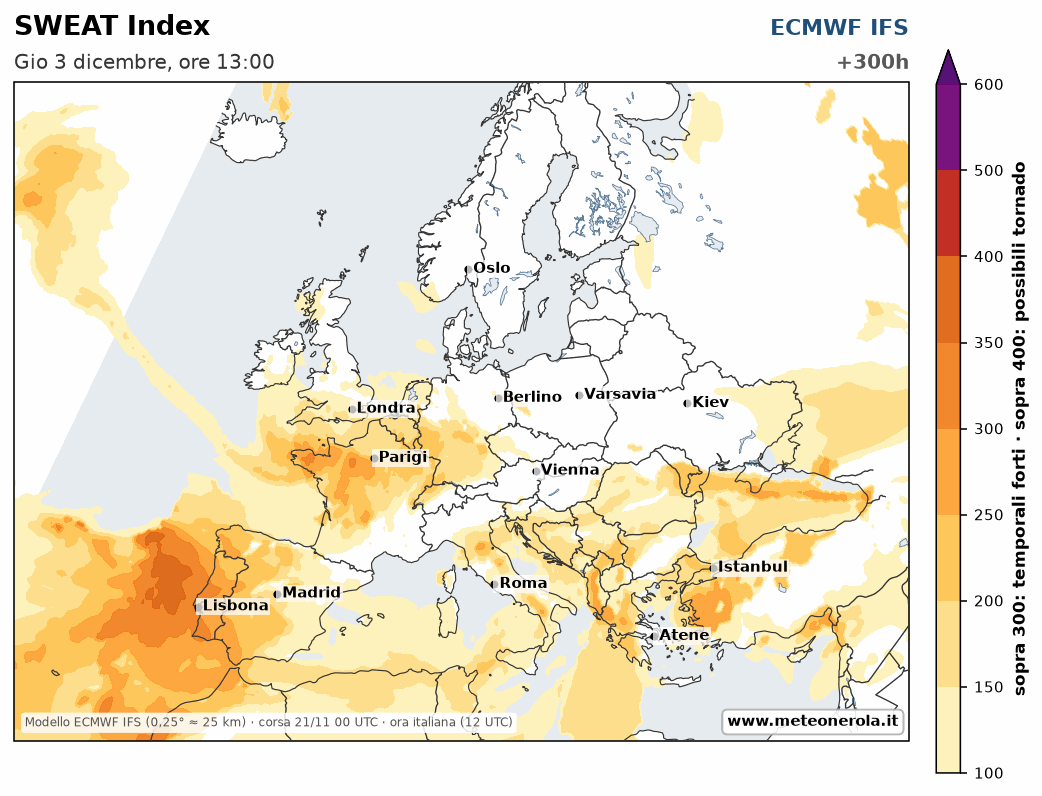 SWEAT Index
ECMWF IFS
Gio 3 dicembre, ore 13:00
+300h
600
500
400
350
300
250
200
150
100
sopra 300: temporali forti · sopra 400: possibili tornado
Oslo
Berlino
Varsavia
Kiev
Londra
Parigi
Vienna
Istanbul
Roma
Madrid
Lisbona
Atene
Modello ECMWF IFS (0,25° ≈ 25 km) · corsa 21/11 00 UTC · ora italiana (12 UTC)
www.meteonerola.it